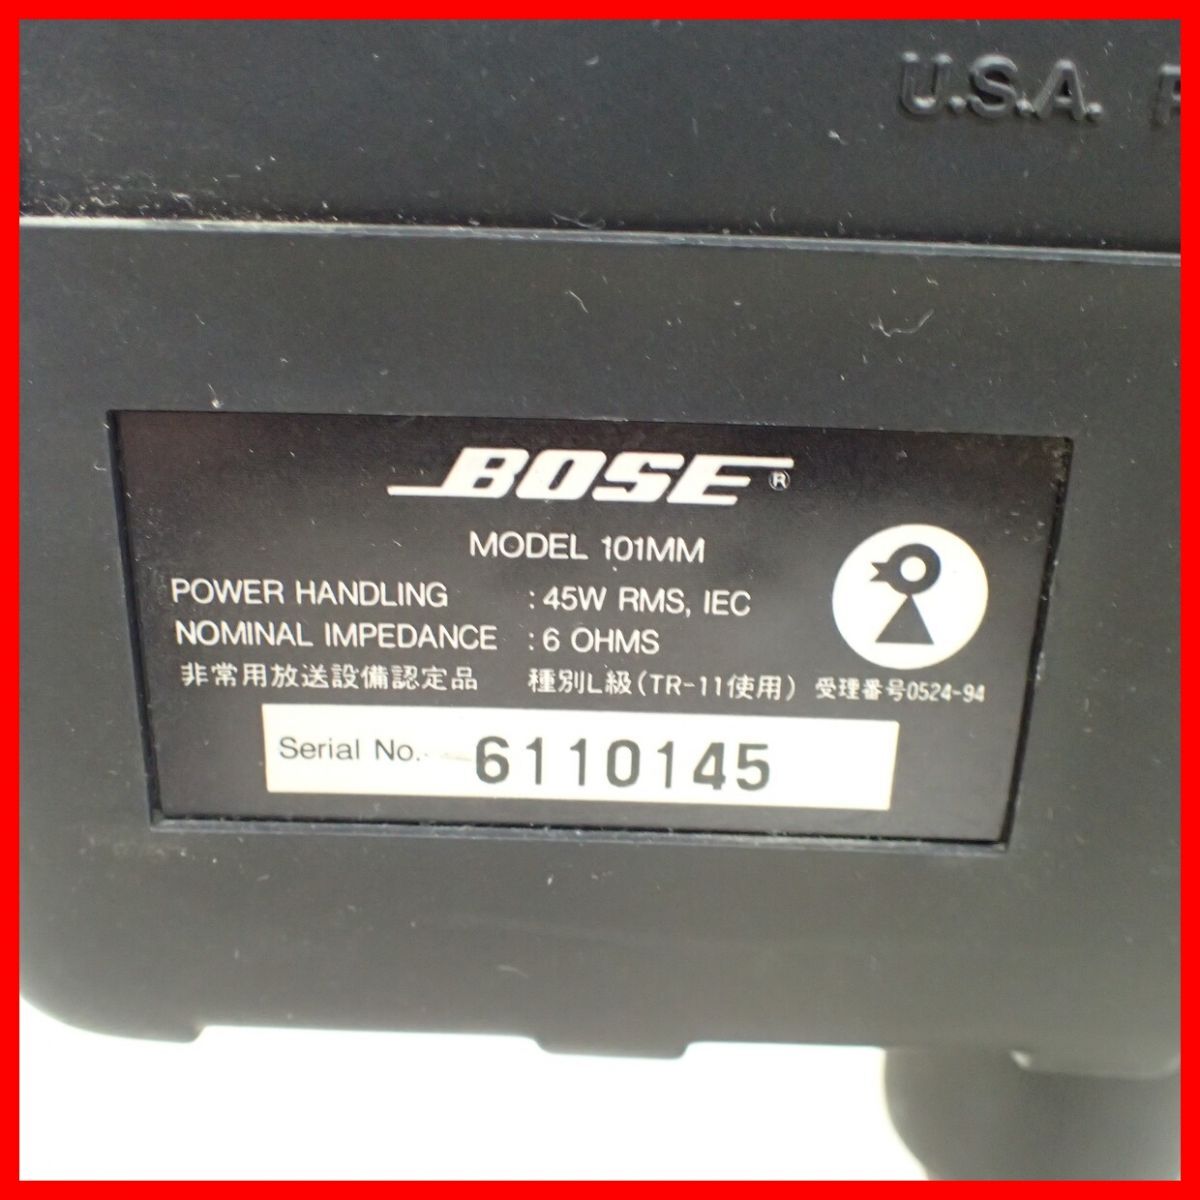 U.S.A.
BOSE®
MODEL 101MM
POWER HANDLING : 45W RMS, IEC
NOMINAL IMPEDANCE : 6 OHMS
非常用放送設備認定品 種別L級(TR-11使用) 受理番号0524-94
Serial No. 6110145